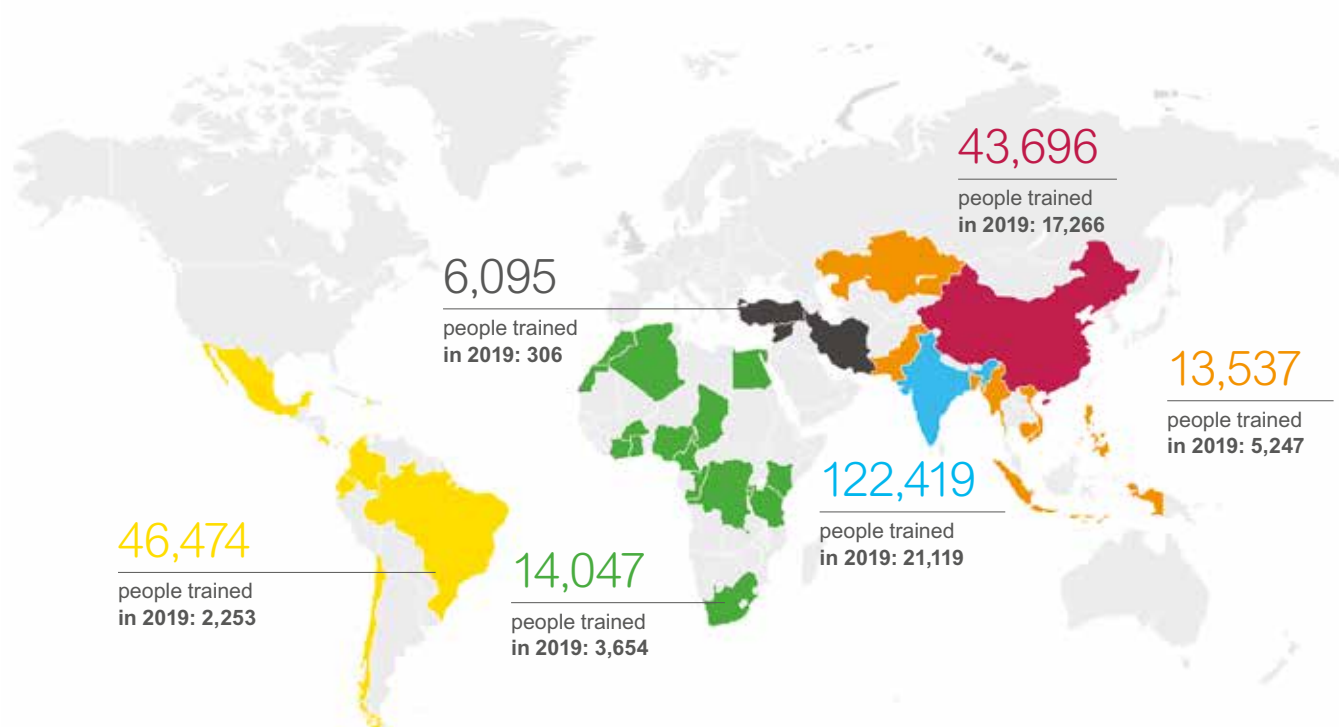 43,696
people trained
in 2019: 17,266
6,095
people trained
in 2019: 306
13,537
people trained
in 2019: 5,247
122,419
people trained
in 2019: 21,119
46,474
people trained
in 2019: 2,253
14,047
people trained
in 2019: 3,654